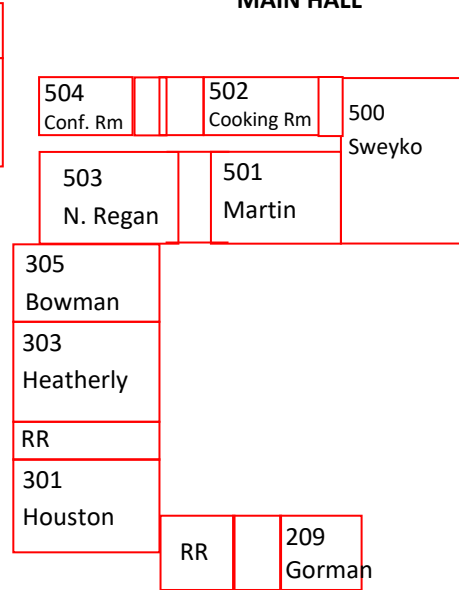 MAIN HALL
504
Conf. Rm
502
Cooking Rm
500
Sweyko
503
N. Regan
501
Martin
305
Bowman
303
Heatherly
RR
301
Houston
RR
209
Gorman